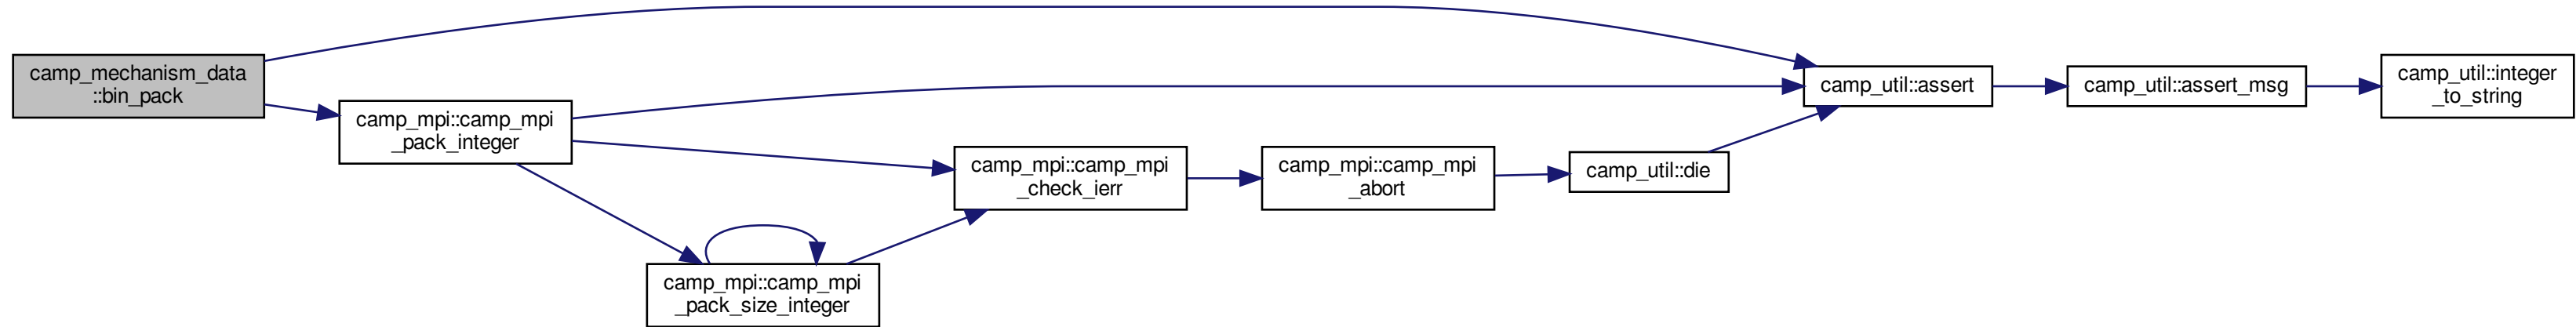 camp_mechanism_data
::bin_pack
camp_mpi::camp_mpi
_pack_integer
camp_mpi::camp_mpi
_pack_size_integer
camp_mpi::camp_mpi
_check_ierr
camp_mpi::camp_mpi
_abort
camp_util::die
camp_util::assert
camp_util::assert_msg
camp_util::integer
_to_string